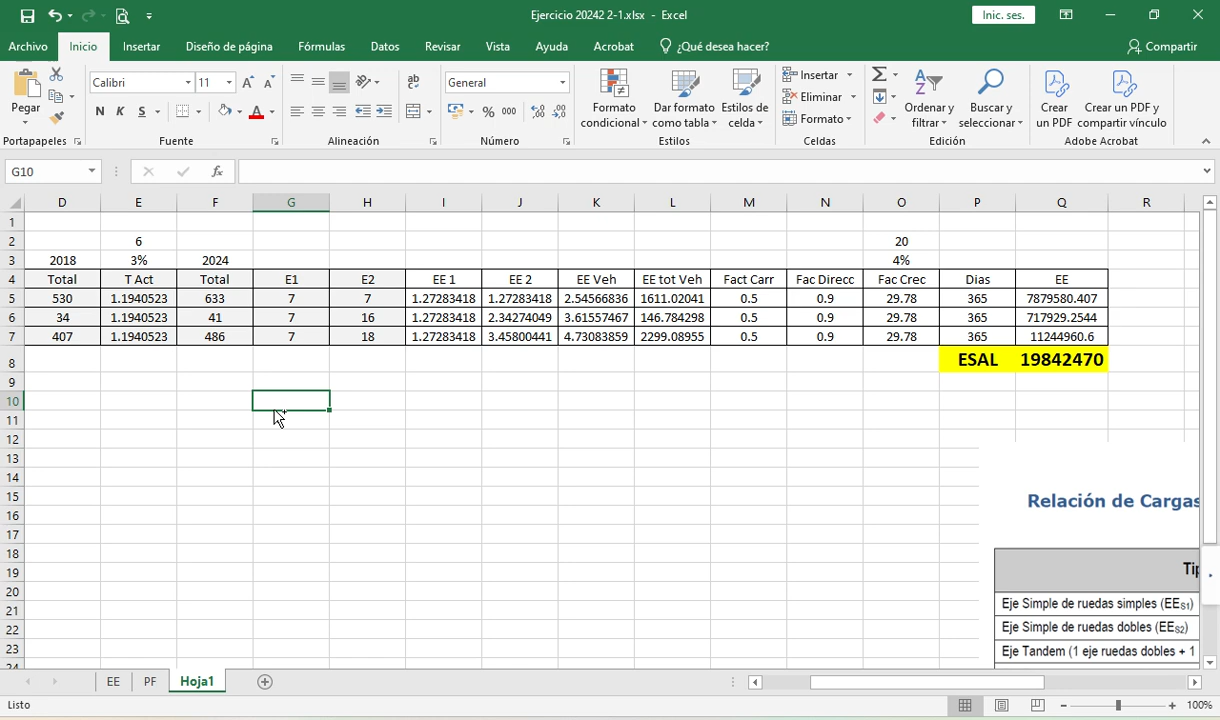 Ejercicio 20242 2-1.xlsx - Excel
Inic. ses.
Archivo Inicio Insertar Diseño de página Fórmulas Datos Revisar Vista Ayuda Acrobat ¿Qué desea hacer? Compartir
Pegar
Calibri 11
N K S
General
% 000
Formato condicional
Dar formato como tabla
Estilos de celda
Insertar
Eliminar
Formato
Ordenar y filtrar
Buscar y seleccionar
Crear un PDF
Crear un PDF y compartir vínculo
Portapapeles Fuente Alineación Número Estilos Celdas Edición Adobe Acrobat
G10 fx
D E F G H I J K L M N O P Q R
1
2 6 20
3 2018 3% 2024 4%
4 Total T Act Total E1 E2 EE 1 EE 2 EE Veh EE tot Veh Fact Carr Fac Direcc Fac Crec Dias EE
5 530 1.1940523 633 7 7 1.27283418 1.27283418 2.54566836 1611.02041 0.5 0.9 29.78 365 7879580.407
6 34 1.1940523 41 7 16 1.27283418 2.34274049 3.61557467 146.784298 0.5 0.9 29.78 365 717929.2544
7 407 1.1940523 486 7 18 1.27283418 3.45800441 4.73083859 2299.08955 0.5 0.9 29.78 365 11244960.6
8 ESAL 19842470
9
10
11
12
13
14
15
16 Relación de Cargas
17
18
19 Tip
20
21 Eje Simple de ruedas simples (EES1)
22 Eje Simple de ruedas dobles (EES2)
23 Eje Tandem (1 eje ruedas dobles + 1
24
EE PF Hoja1
Listo 100%